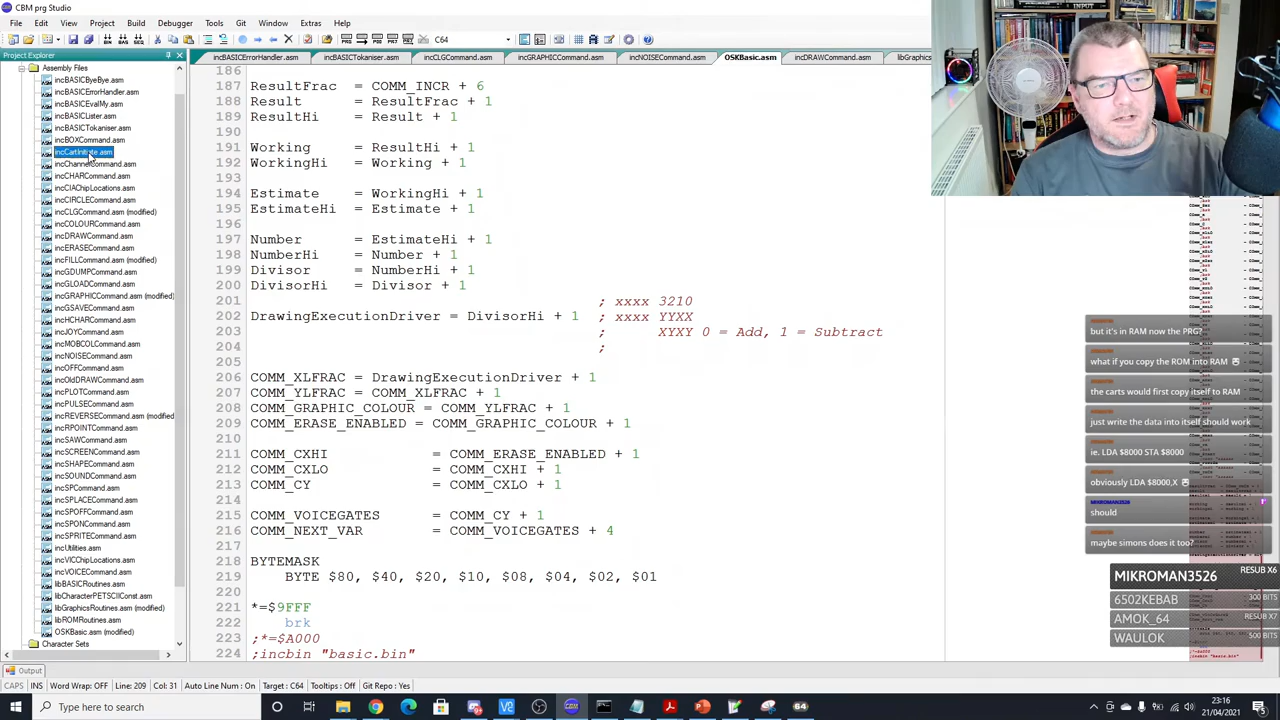 CBM prg Studio
File Edit View Project Build Debugger Tools Git Window Extras Help
C64
Project Explorer
incBASICErrorHandler.asm incBASICTokaniser.asm incCLGCommand.asm incGRAPHICCommand.asm incNOISECommand.asm OSKBasic.asm incDRAWCommand.asm libGraphics
Assembly Files
incBASICByeBye.asm
incBASICErrorHandler.asm
incBASICEvalMy.asm
incBASICLister.asm
incBASICTokaniser.asm
incBOXCommand.asm
incCartInitiate.asm
incChannelCommand.asm
incCHARCommand.asm
incCIAChipLocations.asm
incCIRCLECommand.asm
incCLGCommand.asm (modified)
incCOLOURCommand.asm
incDRAWCommand.asm
incERASECommand.asm
incFILLCommand.asm (modified)
incGDUMPCommand.asm
incGLOADCommand.asm
incGRAPHICCommand.asm (modified)
incGSAVECommand.asm
incHCHARCommand.asm
incJOYCommand.asm
incMOBCOLCommand.asm
incNOISECommand.asm
incOFFCommand.asm
incOldDRAWCommand.asm
incPLOTCommand.asm
incPULSECommand.asm
incREVERSECommand.asm (modified)
incRPOINTCommand.asm
incSAWCommand.asm
incSCREENCommand.asm
incSHAPECommand.asm
incSOUNDCommand.asm
incSPCommand.asm
incSPLACECommand.asm
incSPOFFCommand.asm
incSPONCommand.asm
incSPRITECommand.asm
incUtilities.asm
incVICChipLocations.asm
incVOICECommand.asm
libBASICRoutines.asm
libCharacterPETSCIIConst.asm
libGraphicsRoutines.asm (modified)
libROMRoutines.asm
OSKBasic.asm (modified)
Character Sets
186
187 ResultFrac = COMM_INCR + 6
188 Result = ResultFrac + 1
189 ResultHi = Result + 1
190
191 Working = ResultHi + 1
192 WorkingHi = Working + 1
193
194 Estimate = WorkingHi + 1
195 EstimateHi = Estimate + 1
196
197 Number = EstimateHi + 1
198 NumberHi = Number + 1
199 Divisor = NumberHi + 1
200 DivisorHi = Divisor + 1
201 ; xxxx 3210
202 DrawingExecutionDriver = DivisorHi + 1 ; xxxx YYXX
203 ; XYXY 0 = Add, 1 = Subtract
204 ;
205
206 COMM_XLFRAC = DrawingExecutionDriver + 1
207 COMM_YLFRAC = COMM_XLFRAC + 1
208 COMM_GRAPHIC_COLOUR = COMM_YLFRAC + 1
209 COMM_ERASE_ENABLED = COMM_GRAPHIC_COLOUR + 1
210
211 COMM_CXHI = COMM_ERASE_ENABLED + 1
212 COMM_CXLO = COMM_CXHI + 1
213 COMM_CY = COMM_CXLO + 1
214
215 COMM_VOICEGATES = COMM_CY + 1
216 COMM_NEXT_VAR = COMM_VOICEGATES + 4
217
218 BYTEMASK
219 BYTE $80, $40, $20, $10, $08, $04, $02, $01
220
221 *=$9FFF
222 brk
223 ;*=$A000
224 ;incbin "basic.bin"
INPUT
but it's in RAM now the PRG?
what if you copy the ROM into RAM
the carts would first copy itself to RAM
just write the data into itself should work
ie. LDA $8000 STA $8000
obviously LDA $8000,X
MIKROMAN3526
should
maybe simons does it too?
MIKROMAN3526 RESUB X6
6502KEBAB 300 BITS
AMOK_64 RESUB X7
WAULOK 500 BITS
Output
CAPS INS Word Wrap: OFF Line: 209 Col: 31 Auto Line Num : On Target : C64 Tooltips : Off Git Repo : Yes
Type here to search
23:16
21/04/2021